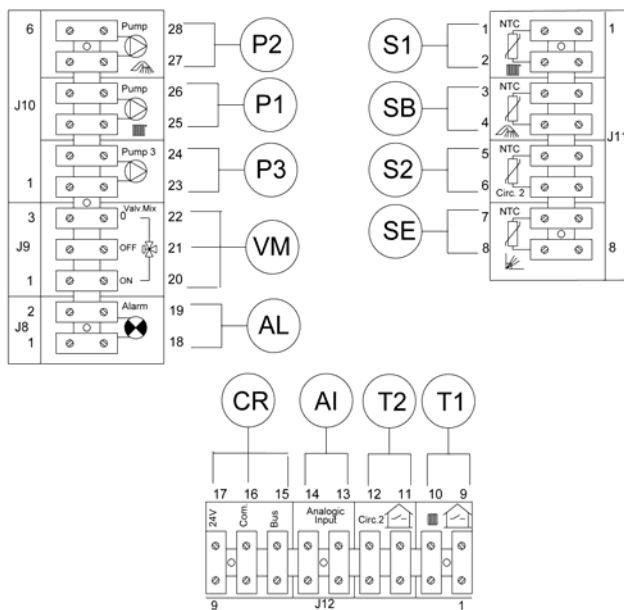 6 Pump 28
27
P2
J10 Pump 26
25
P1
1 Pump 3 24
23
P3
3 Valv.Mix 22
0
J9 OFF 21
1 ON 20
VM
2 Alarm 19
J8
1 18
AL
S1 1 NTC 1
2
SB 3 NTC
4
J11
S2 5 NTC
6 Circ. 2
SE 7 NTC
8 8
CR AI T2 T1
17 16 15 14 13 12 11 10 9
24V Com. Bus Analogic
Input
Circ.2
9 J12 1